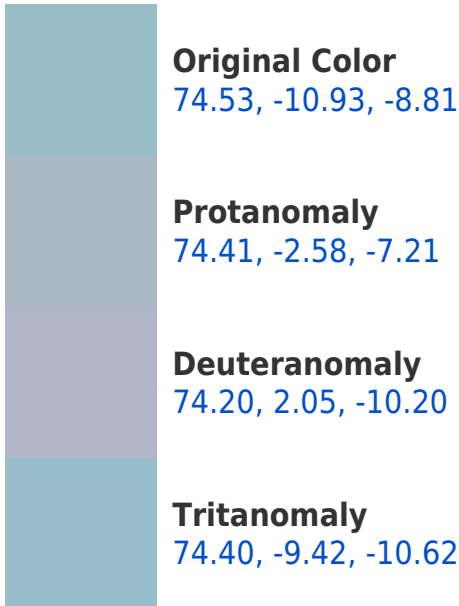 Original Color
74.53, -10.93, -8.81
Protanomaly
74.41, -2.58, -7.21
Deuteranomaly
74.20, 2.05, -10.20
Tritanomaly
74.40, -9.42, -10.62